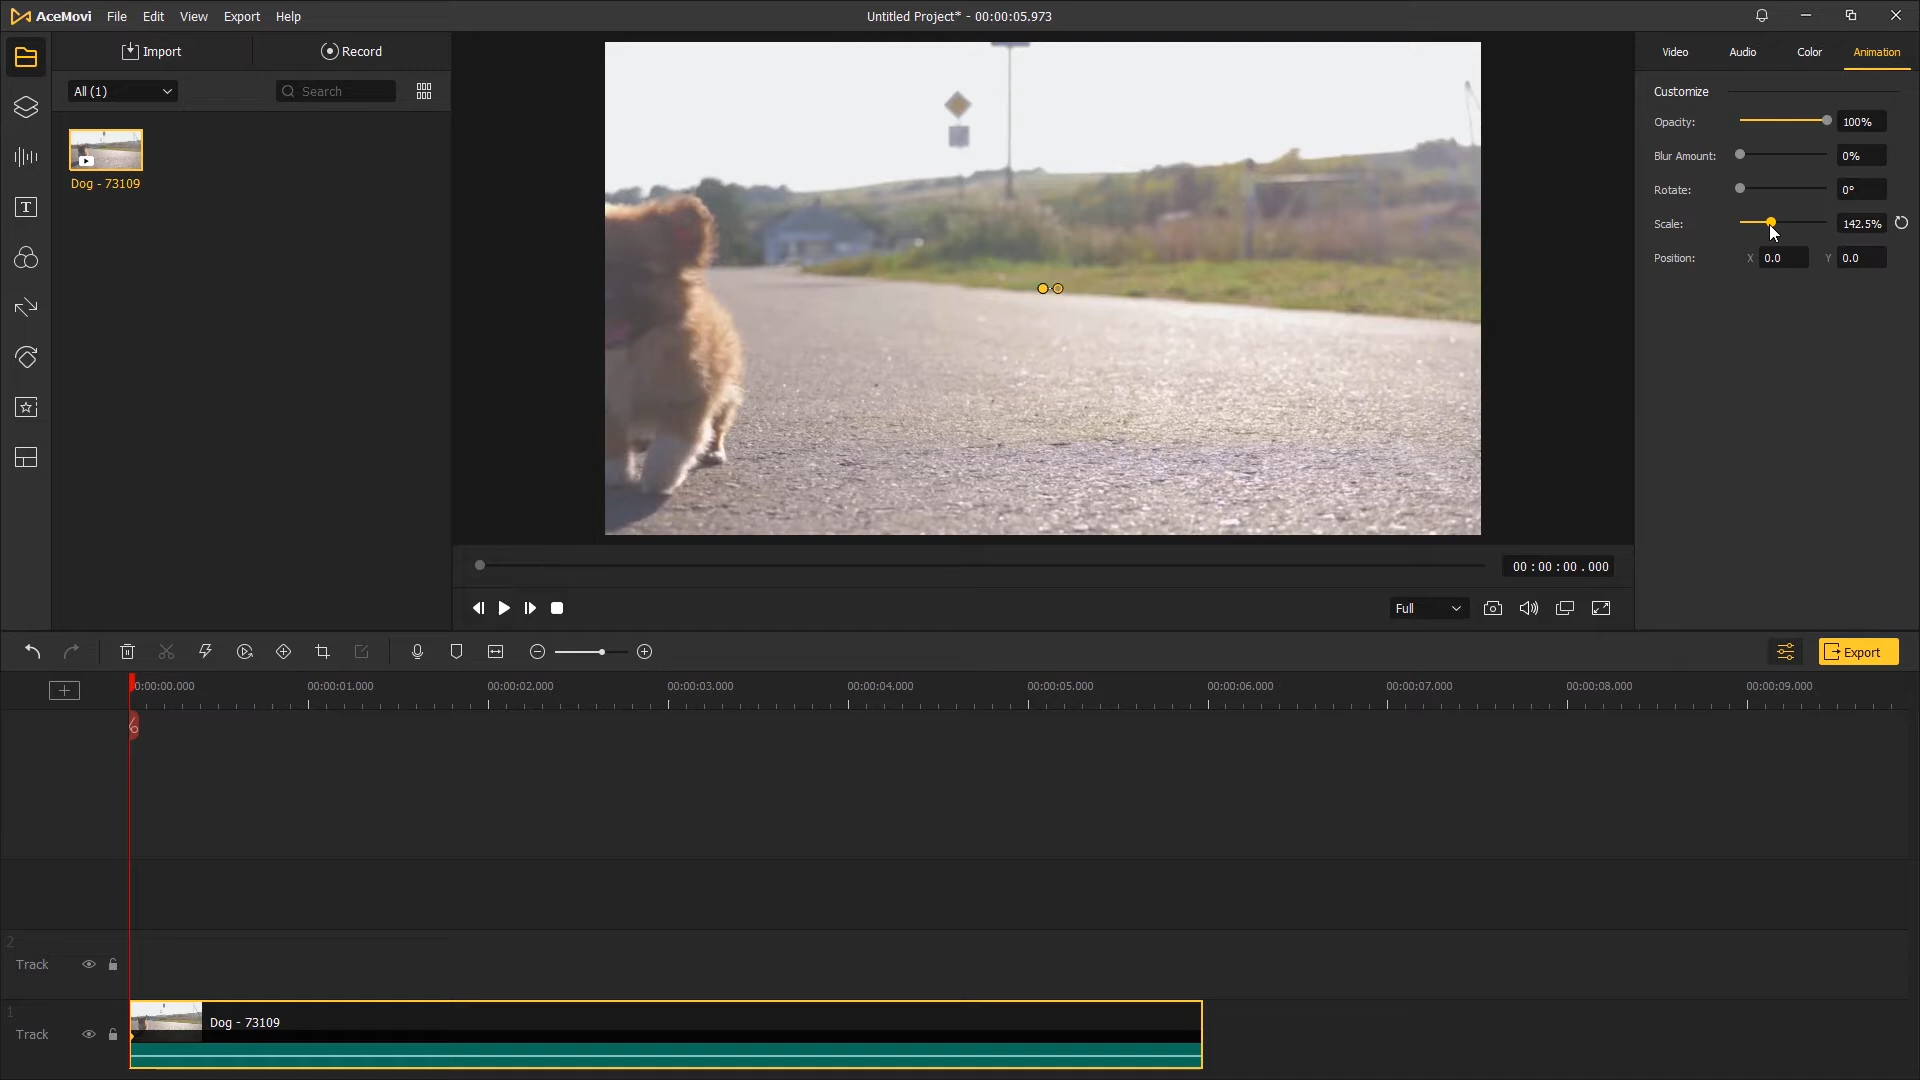 AceMovi File Edit View Export Help Untitled Project* - 00:00:05.973
Import Record Video Audio Color Animation
All (1) Search
Customize
Opacity: 100%
Blur Amount: 0%
Dog - 73109
Rotate: 0°
Scale: 142.5%
Position: X 0.0 Y 0.0
00 : 00 : 00 . 000
Full
Export
0:00:00.000 00:00:01.000 00:00:02.000 00:00:03.000 00:00:04.000 00:00:05.000 00:00:06.000 00:00:07.000 00:00:08.000 00:00:09.000
2
Track
1
Dog - 73109
Track